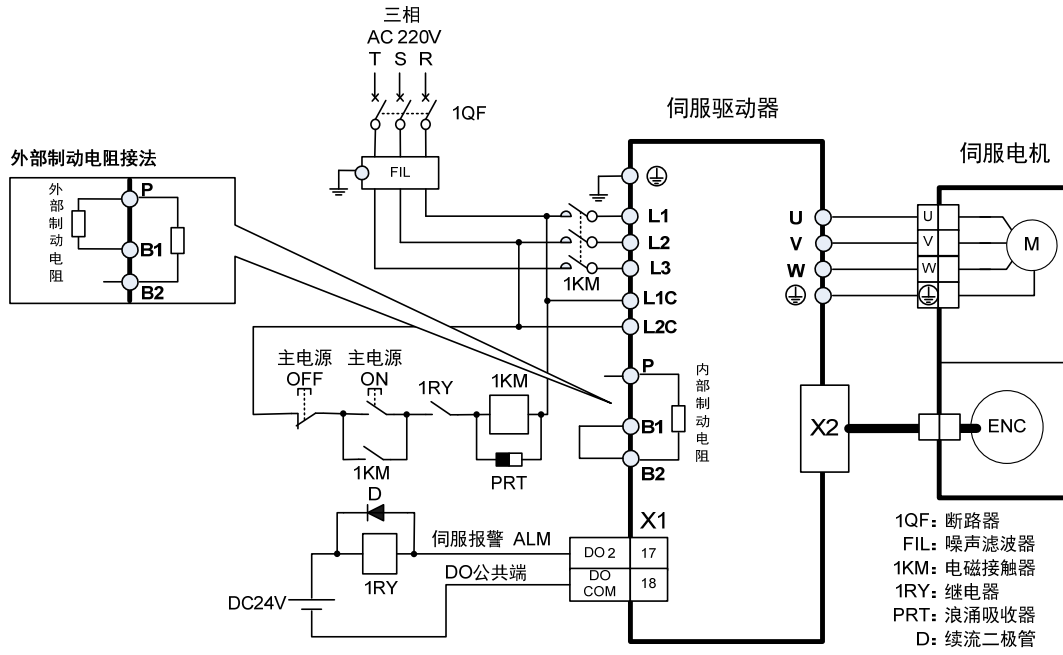 三相
AC 220V
T S R
1QF
伺服驱动器
伺服电机
外部制动电阻接法
外部制动电阻
P
B1
B2
FIL
L1
L2
L3
1KM
L1C
L2C
U
V
W
U
V
W
M
主电源
OFF
主电源
ON
1RY
1KM
1KM
PRT
P
B1
B2
内部制动电阻
X2
ENC
D
1RY
DC24V
伺服报警 ALM
DO公共端
X1
DO 2
17
DO
COM
18
1QF：断路器
FIL：噪声滤波器
1KM：电磁接触器
1RY：继电器
PRT：浪涌吸收器
D：续流二极管